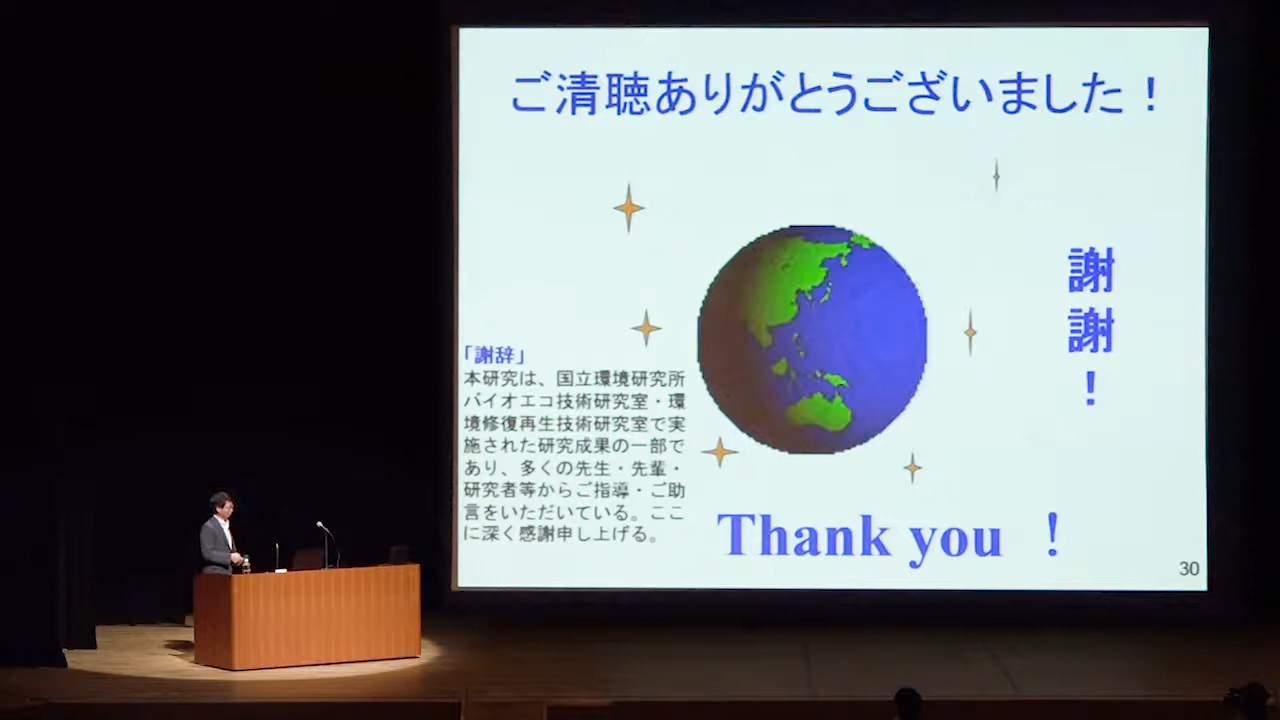 ご清聴ありがとうございました！
謝謝！
「謝辞」
本研究は、国立環境研究所
バイオエコ技術研究室・環
境修復再生技術研究室で実
施された研究成果の一部で
あり、多くの先生・先輩・
研究者等からご指導・ご助
言をいただいている。ここ
に深く感謝申し上げる。
Thank you ！
30